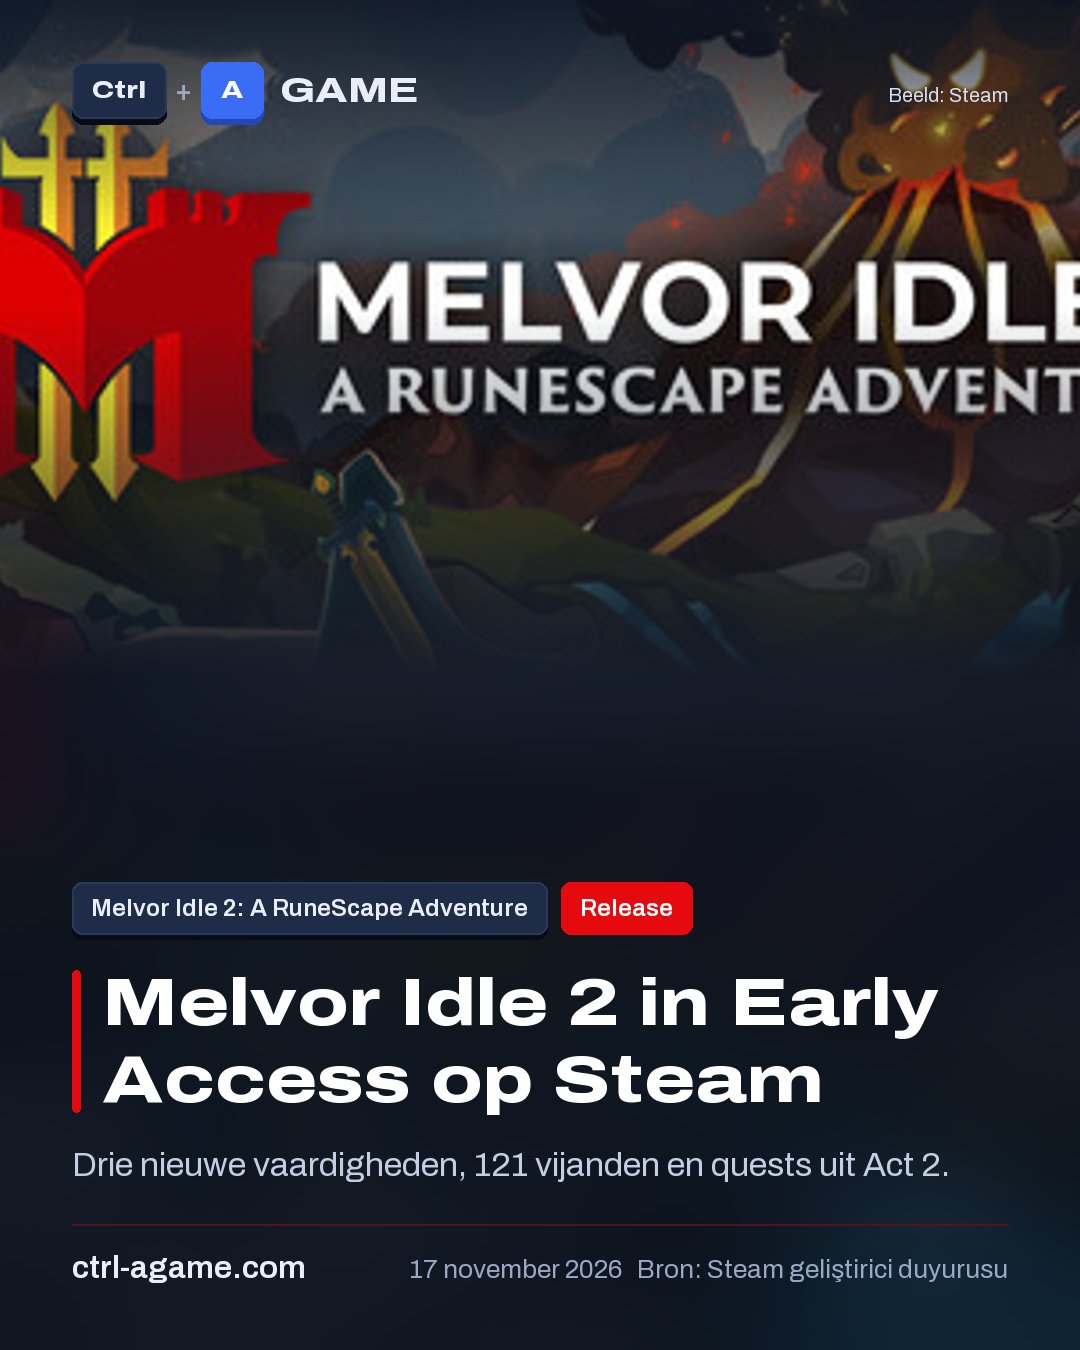 Ctrl + A GAME
Beeld: Steam
MELVOR IDLE
A RUNESCAPE ADVENT
Melvor Idle 2: A RuneScape Adventure
Release
Melvor Idle 2 in Early
Access op Steam
Drie nieuwe vaardigheden, 121 vijanden en quests uit Act 2.
ctrl-agame.com
17 november 2026 Bron: Steam geliştirici duyurusu